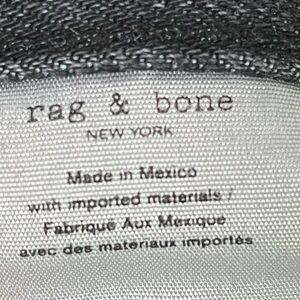 rag & bone
NEW YORK
Made in Mexico
with imported materials /
Fabriqué Aux Mexique
avec des materiaux importés